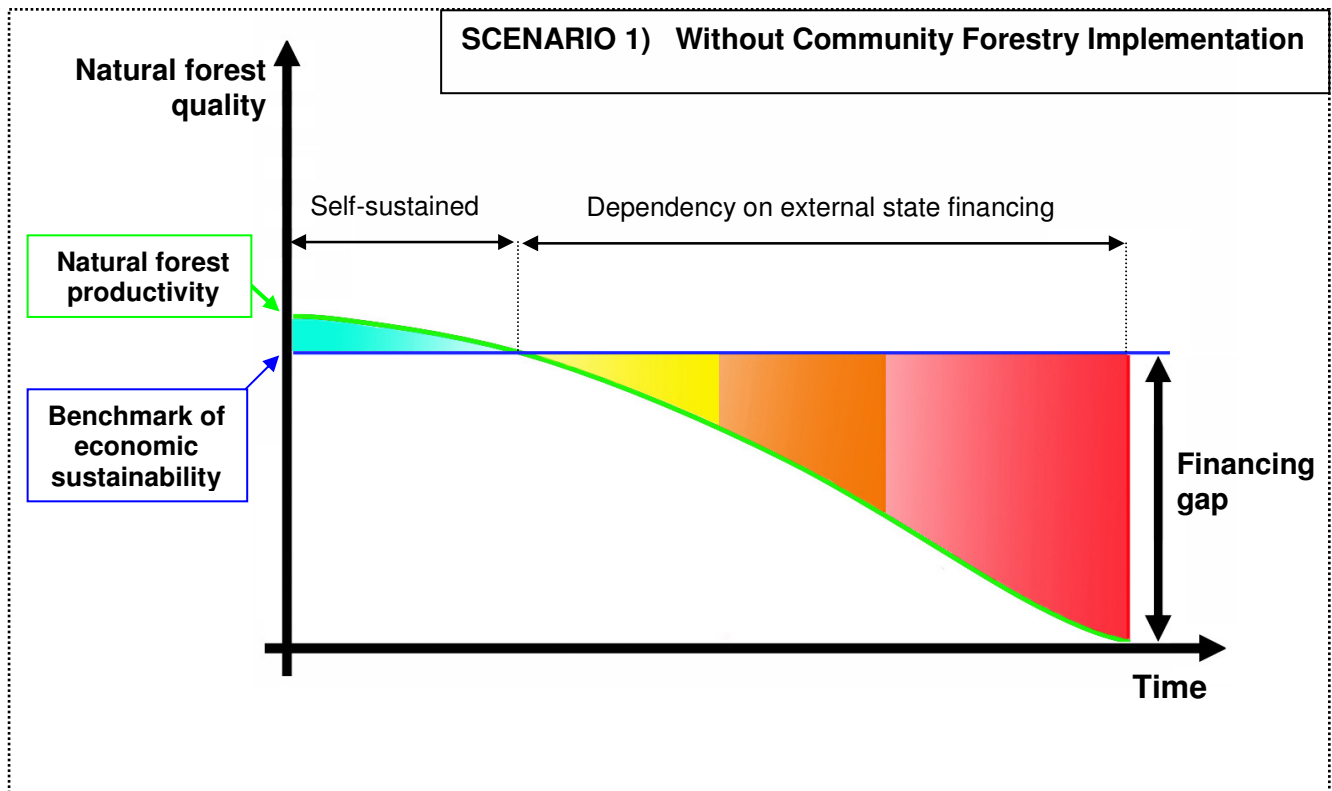 SCENARIO 1) Without Community Forestry Implementation
Natural forest
quality
Self-sustained
Dependency on external state financing
Natural forest
productivity
Benchmark of
economic
sustainability
Financing
gap
Time